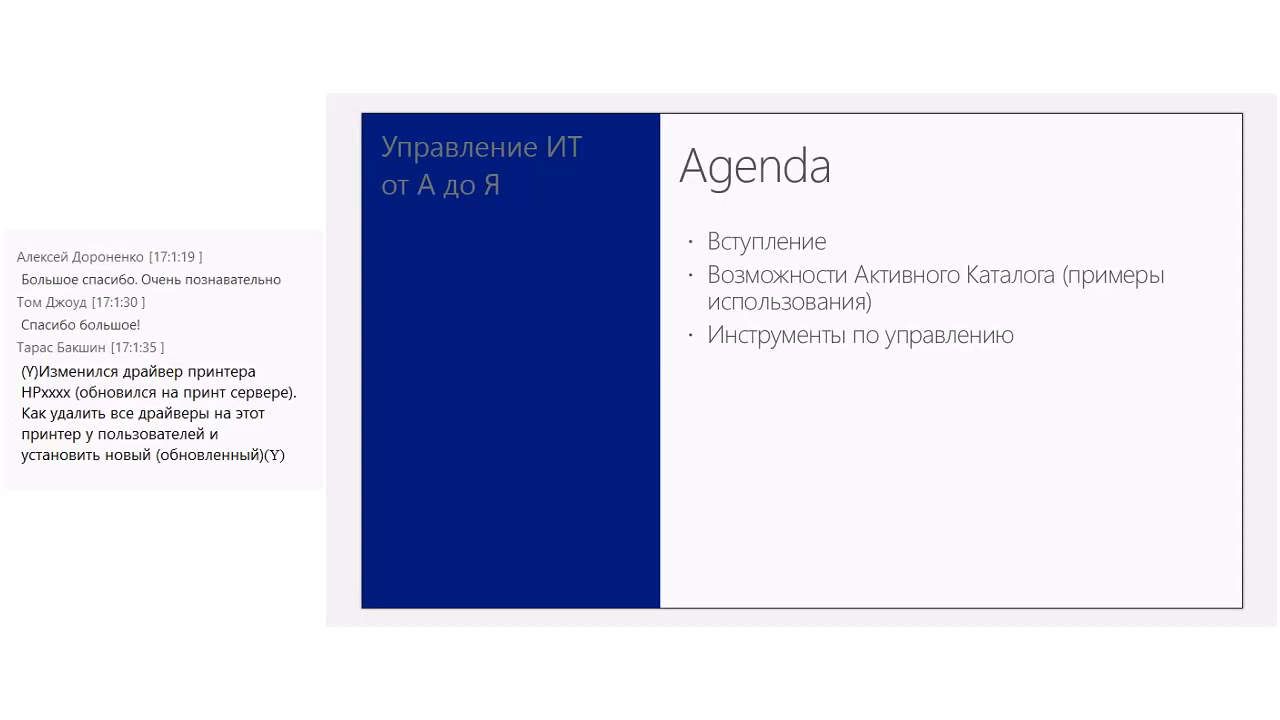 Алексей Дороненко [17:1:19 ]
Большое спасибо. Очень познавательно
Том Джоуд [17:1:30 ]
Спасибо большое!
Тарас Бакшин [17:1:35 ]
(Y)Изменился драйвер принтера
HPxxxx (обновился на принт сервере).
Как удалить все драйверы на этот
принтер у пользователей и
установить новый (обновленный)(Y)
Управление ИТ
от А до Я
Agenda
· Вступление
· Возможности Активного Каталога (примеры
использования)
· Инструменты по управлению